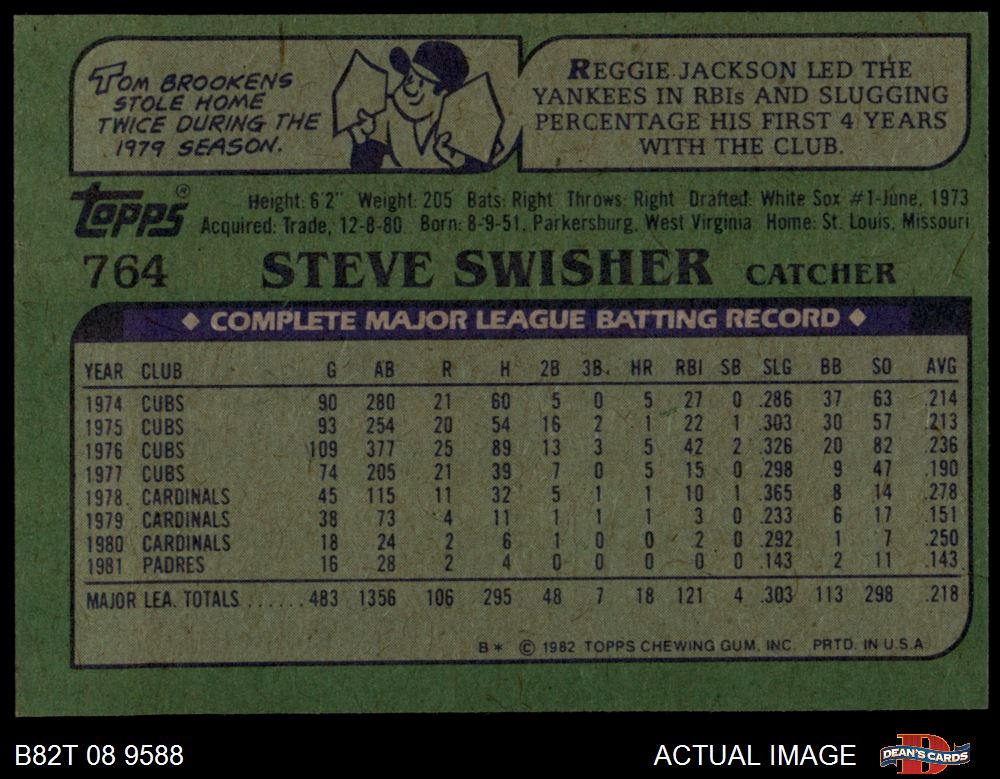 TOM BROOKENS
STOLE HOME
TWICE DURING THE
1979 SEASON.
REGGIE JACKSON LED THE
YANKEES IN RBIs AND SLUGGING
PERCENTAGE HIS FIRST 4 YEARS
WITH THE CLUB.
topps®
Height: 6'2" Weight: 205 Bats: Right Throws: Right Drafted: White Sox #1-June, 1973
Acquired: Trade, 12-8-80 Born: 8-9-51, Parkersburg, West Virginia Home: St. Louis, Missouri
764 STEVE SWISHER CATCHER
◆ COMPLETE MAJOR LEAGUE BATTING RECORD ◆
YEAR CLUB G AB R H 2B 3B. HR RBI SB SLG BB SO AVG
1974 CUBS 90 280 21 60 5 0 5 27 0 .286 37 63 .214
1975 CUBS 93 254 20 54 16 2 1 22 1 .303 30 57 .213
1976 CUBS 109 377 25 89 13 3 5 42 2 .326 20 82 .236
1977 CUBS 74 205 21 39 7 0 5 15 0 .298 9 47 .190
1978 CARDINALS 45 115 11 32 5 1 1 10 1 .365 8 14 .278
1979 CARDINALS 38 73 4 11 1 1 1 3 0 .233 6 17 .151
1980 CARDINALS 18 24 2 6 1 0 0 2 0 .292 1 7 .250
1981 PADRES 16 28 2 4 0 0 0 0 0 .143 2 11 .143
MAJOR LEA. TOTALS ......483 1356 106 295 48 7 18 121 4 .303 113 298 .218
B* © 1982 TOPPS CHEWING GUM, INC. PRTD. IN U.S.A.
B82T 08 9588 ACTUAL IMAGE DEAN'S CARDS